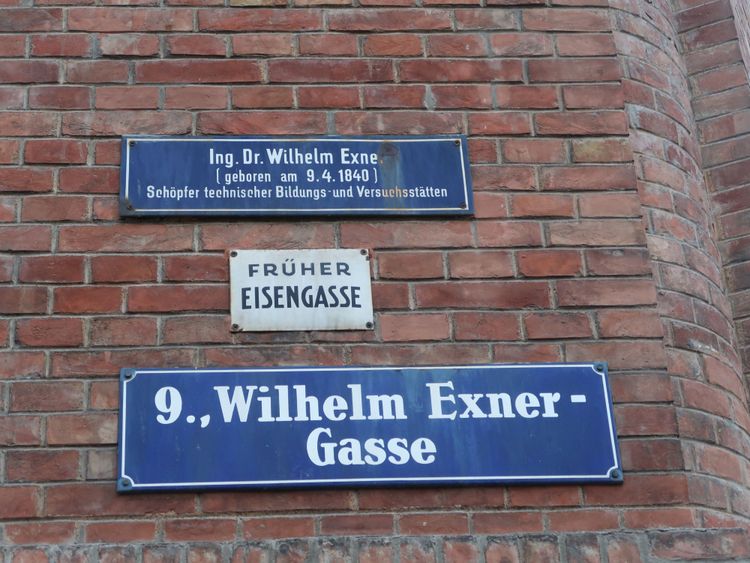 Ing. Dr. Wilhelm Exne
( geboren am 9.4.1840 )
Schöpfer technischer Bildungs- und Versuchsstätten
FRÜHER
EISENGASSE
9., Wilhelm Exner-
Gasse